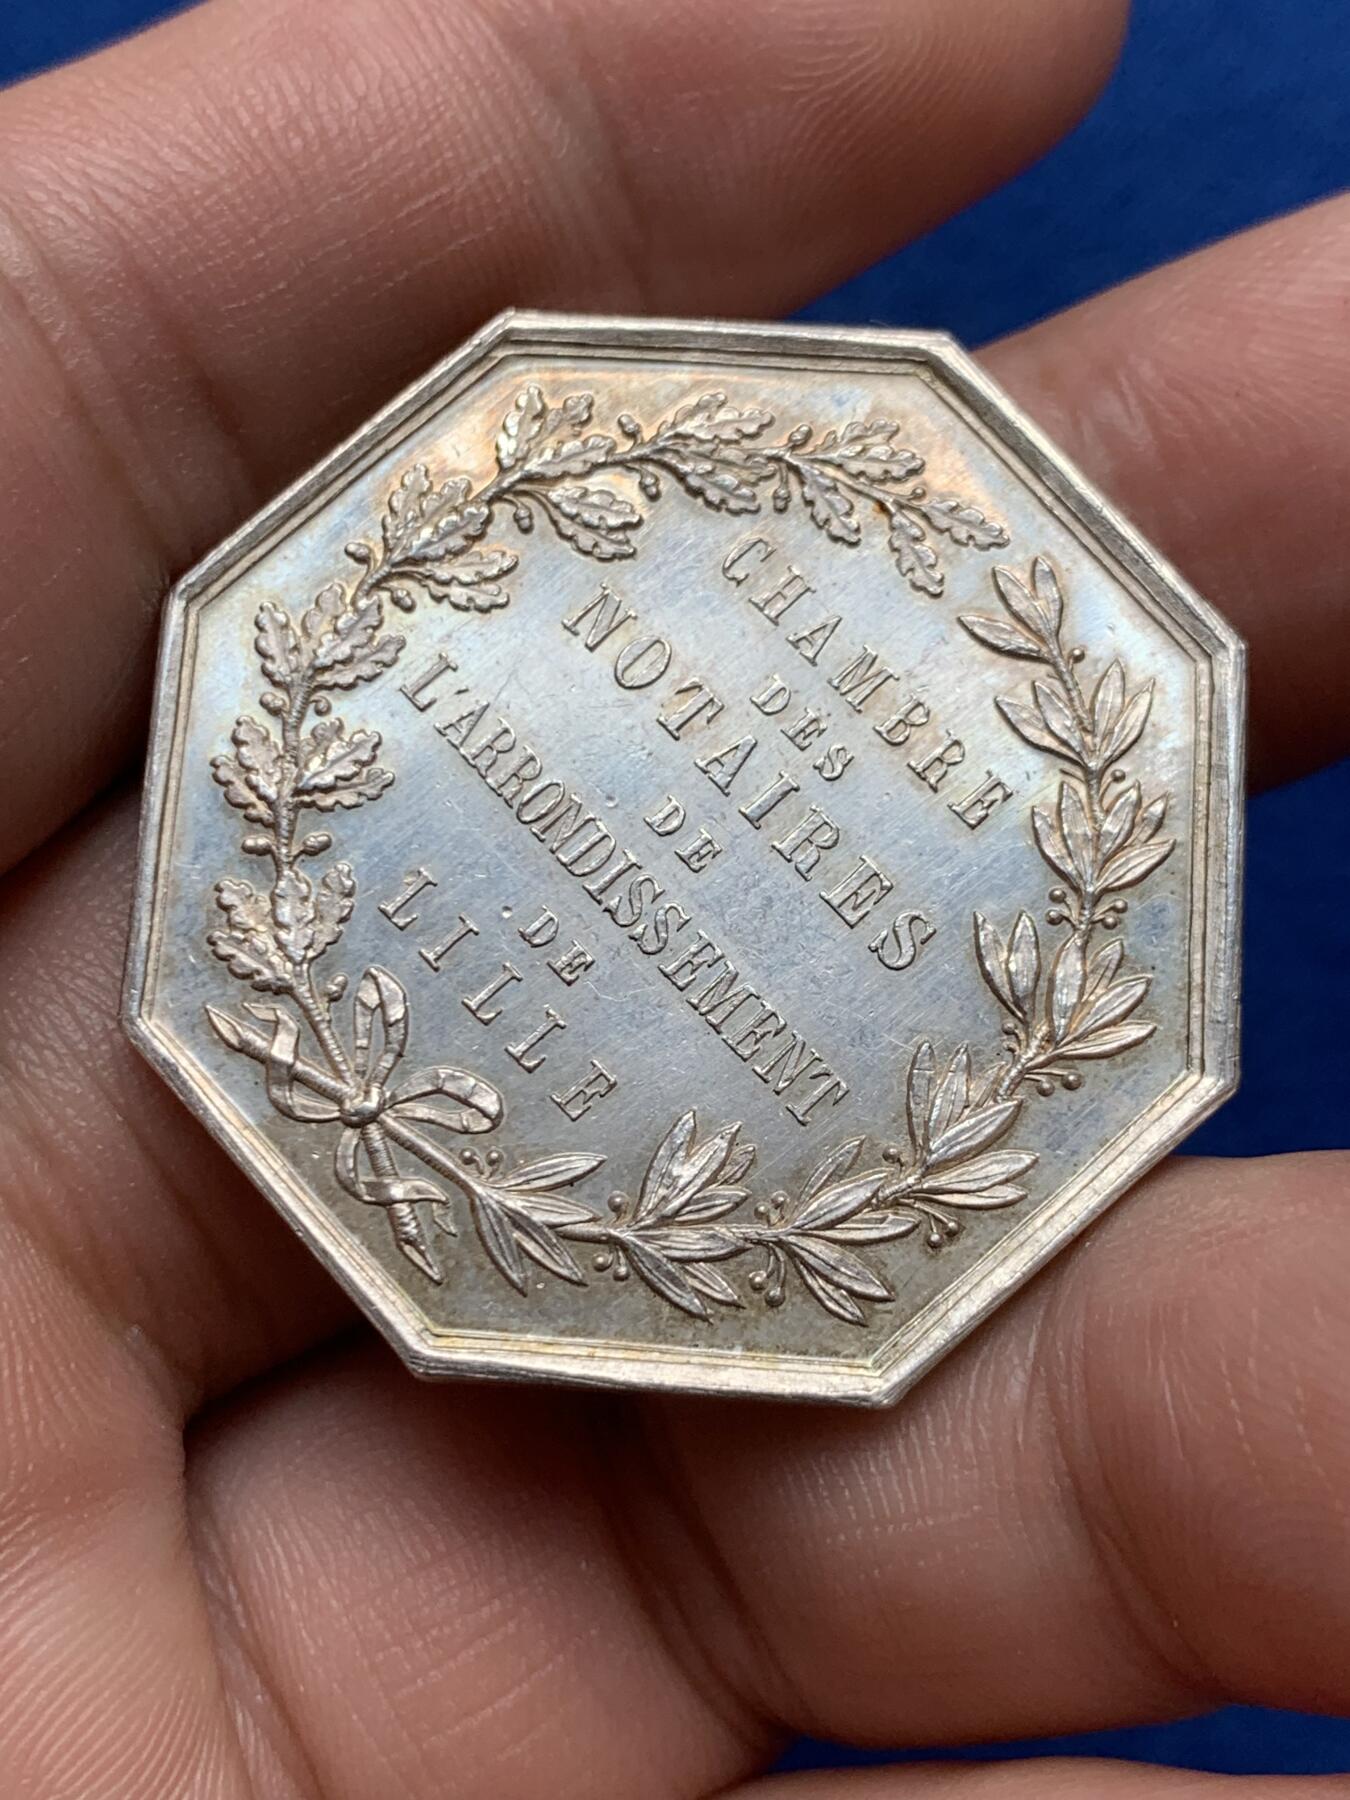 CHAMBRE
DES
NOTAIRES
DE
L'ARRONDISSEMENT
DE
LILLE